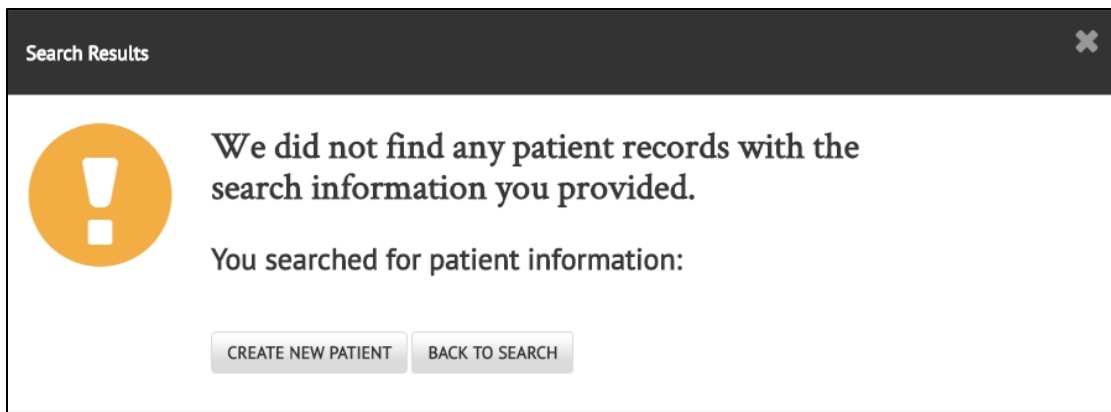 Search Results
We did not find any patient records with the
search information you provided.
You searched for patient information:
CREATE NEW PATIENT BACK TO SEARCH